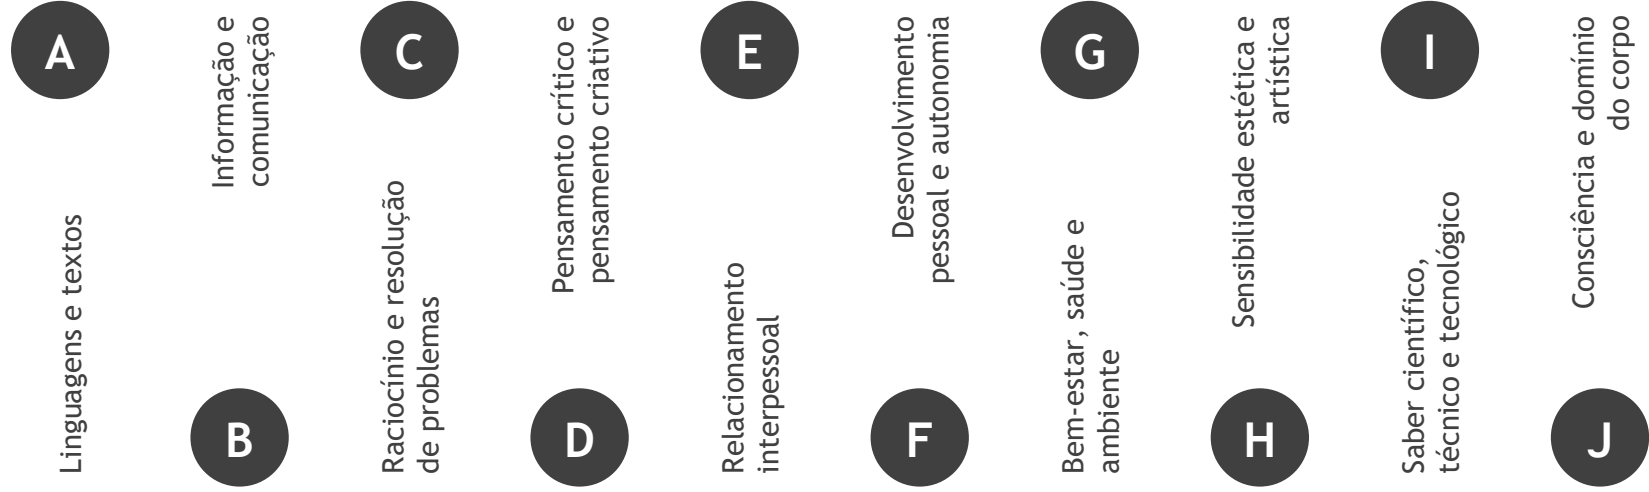 A
Linguagens e textos
Informação e
comunicação
B
C
Raciocínio e resolução
de problemas
Pensamento crítico e
pensamento criativo
D
E
Relacionamento
interpessoal
Desenvolvimento
pessoal e autonomia
F
G
Bem-estar, saúde e
ambiente
Sensibilidade estética e
artística
H
I
Saber científico,
técnico e tecnológico
Consciência e domínio
do corpo
J